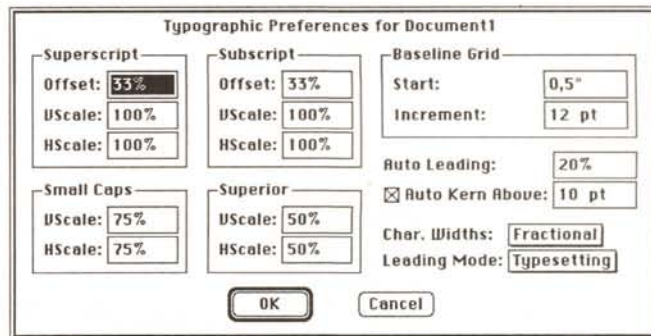 Typographic Preferences for Document1
Superscript
Offset: 33%
VScale: 100%
HScale: 100%
Subscript
Offset: 33%
VScale: 100%
HScale: 100%
Baseline Grid
Start: 0,5"
Increment: 12 pt
Small Caps
VScale: 75%
HScale: 75%
Superior
VScale: 50%
HScale: 50%
Auto Leading: 20%
Auto Kern Above: 10 pt
Char. Widths: Fractional
Leading Mode: Typesetting
OK
Cancel